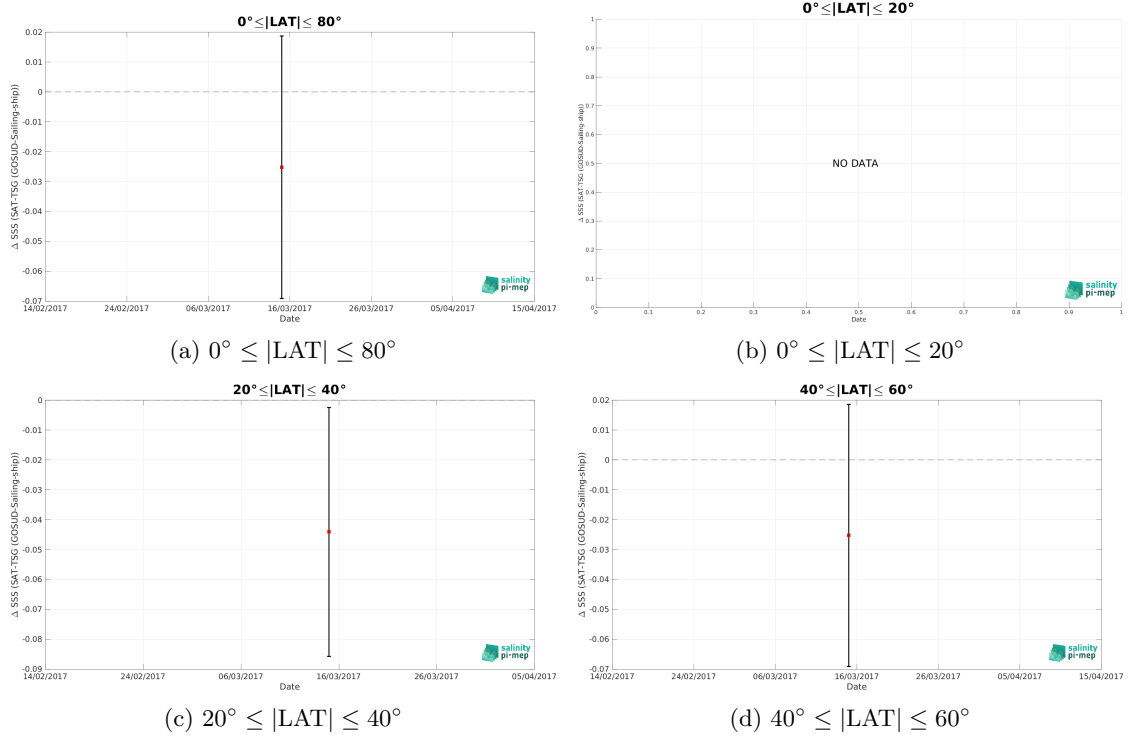 0°≤|LAT|≤ 80°
Δ SSS (SAT-TSG (GOSUD-Sailing-ship))
0.02
0.01
0
-0.01
-0.02
-0.03
-0.04
-0.05
-0.06
-0.07
14/02/2017 24/02/2017 06/03/2017 16/03/2017 26/03/2017 05/04/2017 15/04/2017
Date
salinity
pi-mep
(a) 0° ≤ |LAT| ≤ 80°
0°≤|LAT|≤ 20°
Δ SSS (SAT-TSG (GOSUD-Sailing-ship))
1
0.9
0.8
0.7
0.6
0.5
0.4
0.3
0.2
0.1
0
NO DATA
0 0.1 0.2 0.3 0.4 0.5 0.6 0.7 0.8 0.9 1
Date
salinity
pi-mep
(b) 0° ≤ |LAT| ≤ 20°
20°≤|LAT|≤ 40°
Δ SSS (SAT-TSG (GOSUD-Sailing-ship))
0
-0.01
-0.02
-0.03
-0.04
-0.05
-0.06
-0.07
-0.08
-0.09
14/02/2017 24/02/2017 06/03/2017 16/03/2017 26/03/2017 05/04/2017
Date
salinity
pi-mep
(c) 20° ≤ |LAT| ≤ 40°
40°≤|LAT|≤ 60°
Δ SSS (SAT-TSG (GOSUD-Sailing-ship))
0.02
0.01
0
-0.01
-0.02
-0.03
-0.04
-0.05
-0.06
-0.07
14/02/2017 24/02/2017 06/03/2017 16/03/2017 26/03/2017 05/04/2017 15/04/2017
Date
salinity
pi-mep
(d) 40° ≤ |LAT| ≤ 60°